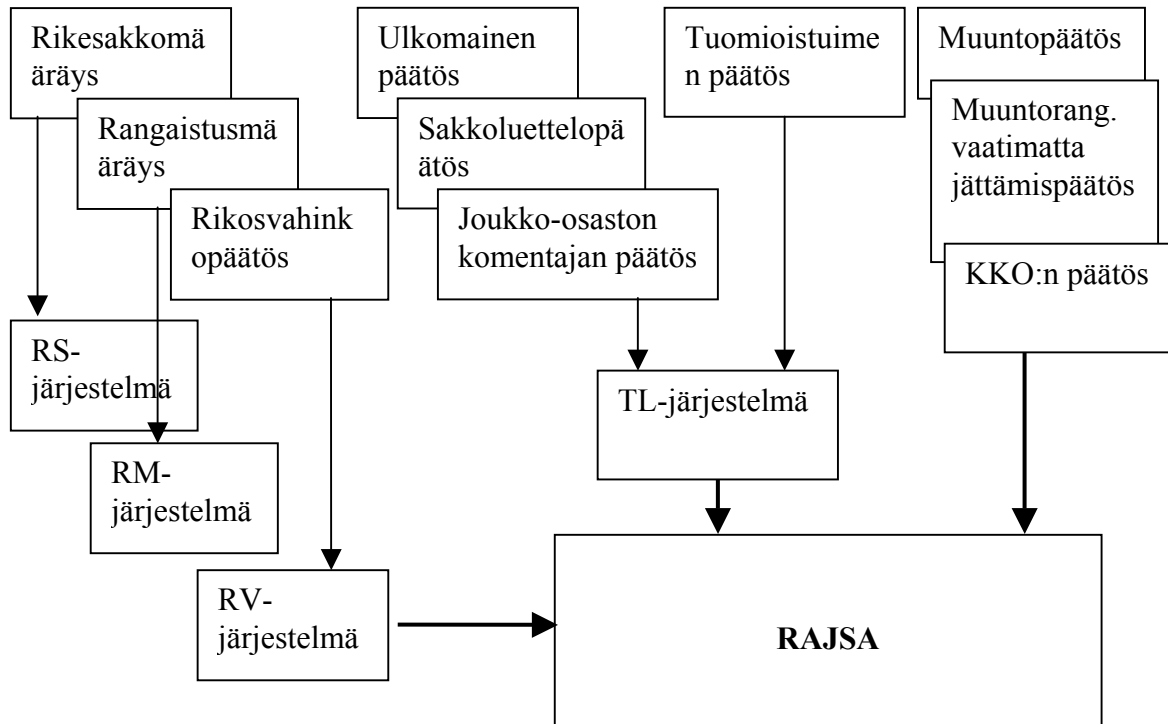 Rikesakkomä
äräys
Rangaistusmä
äräys
Rikosvahink
opäätös
Ulkomainen
päätös
Sakkoluettelopä
ätös
Joukko-osaston
komentajan päätös
Tuomioistuime
n päätös
Muuntopäätös
Muuntorang.
vaatimatta
jättämispäätös
KKO:n päätös
RS-
järjestelmä
RM-
järjestelmä
RV-
järjestelmä
TL-järjestelmä
RAJSA